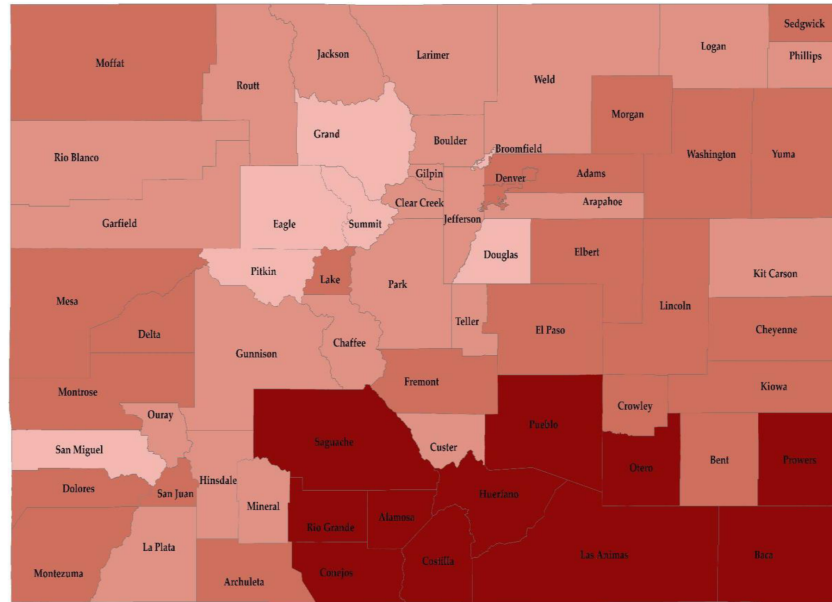 Sedgwick
Moffat
Jackson
Larimer
Logan
Phillips
Routt
Weld
Morgan
Grand
Boulder
Broomfield
Washington
Yuma
Rio Blanco
Gilpin
Denver
Adams
Clear Creek
Arapahoe
Garfield
Eagle
Summit
Jefferson
Douglas
Elbert
Kit Carson
Pitkin
Lake
Park
Mesa
Lincoln
Teller
Cheyenne
Delta
El Paso
Gunnison
Chaffee
Montrose
Fremont
Kiowa
Crowley
Ouray
Pueblo
Saguache
Custer
San Miguel
Otero
Bent
Prowers
Hinsdale
Dolores
San Juan
Huerfano
Mineral
Alamosa
Rio Grande
La Plata
Las Animas
Baca
Costilla
Montezuma
Conejos
Archuleta